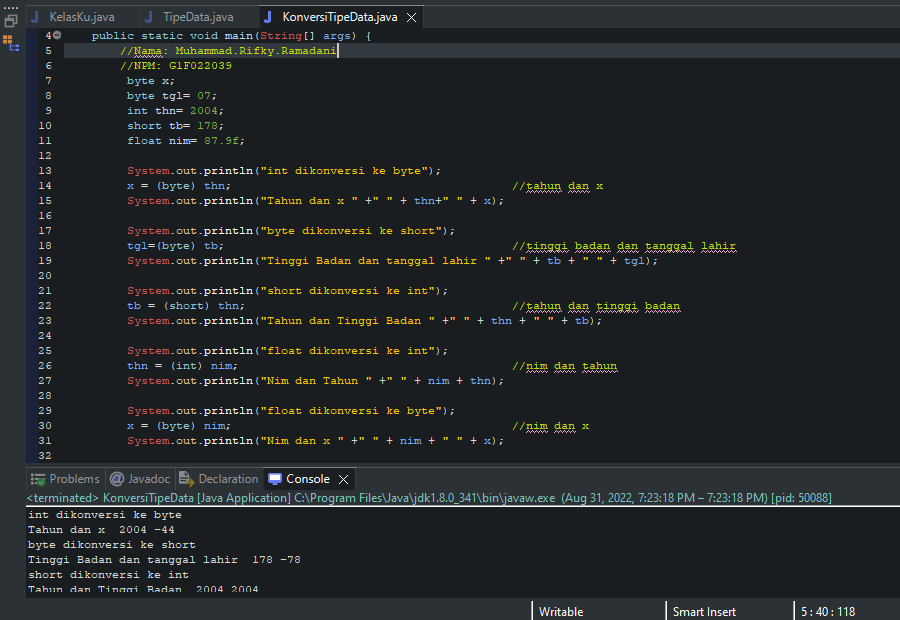 KelasKu.java TipeData.java KonversiTipeData.java
4 public static void main(String[] args) {
5 //Nama: Muhammad.Rifky.Ramadani
6 //NPM: G1F022039
7 byte x;
8 byte tgl= 07;
9 int thn= 2004;
10 short tb= 178;
11 float nim= 87.9f;
12
13 System.out.println("int dikonversi ke byte");
14 x = (byte) thn; //tahun dan x
15 System.out.println("Tahun dan x " +" " + thn+" " + x);
16
17 System.out.println("byte dikonversi ke short");
18 tgl=(byte) tb; //tinggi badan dan tanggal lahir
19 System.out.println("Tinggi Badan dan tanggal lahir " +" " + tb + " " + tgl);
20
21 System.out.println("short dikonversi ke int");
22 tb = (short) thn; //tahun dan tinggi badan
23 System.out.println("Tahun dan Tinggi Badan " +" " + thn + " " + tb);
24
25 System.out.println("float dikonversi ke int");
26 thn = (int) nim; //nim dan tahun
27 System.out.println("Nim dan Tahun " +" " + nim + thn);
28
29 System.out.println("float dikonversi ke byte");
30 x = (byte) nim; //nim dan x
31 System.out.println("Nim dan x " +" " + nim + " " + x);
32
Problems Javadoc Declaration Console
<terminated> KonversiTipeData [Java Application] C:\Program Files\Java\jdk1.8.0_341\bin\javaw.exe (Aug 31, 2022, 7:23:18 PM – 7:23:18 PM) [pid: 50088]
int dikonversi ke byte
Tahun dan x  2004 -44
byte dikonversi ke short
Tinggi Badan dan tanggal lahir  178 -78
short dikonversi ke int
Tahun dan Tinggi Badan  2004 2004
Writable Smart Insert 5 : 40 : 118